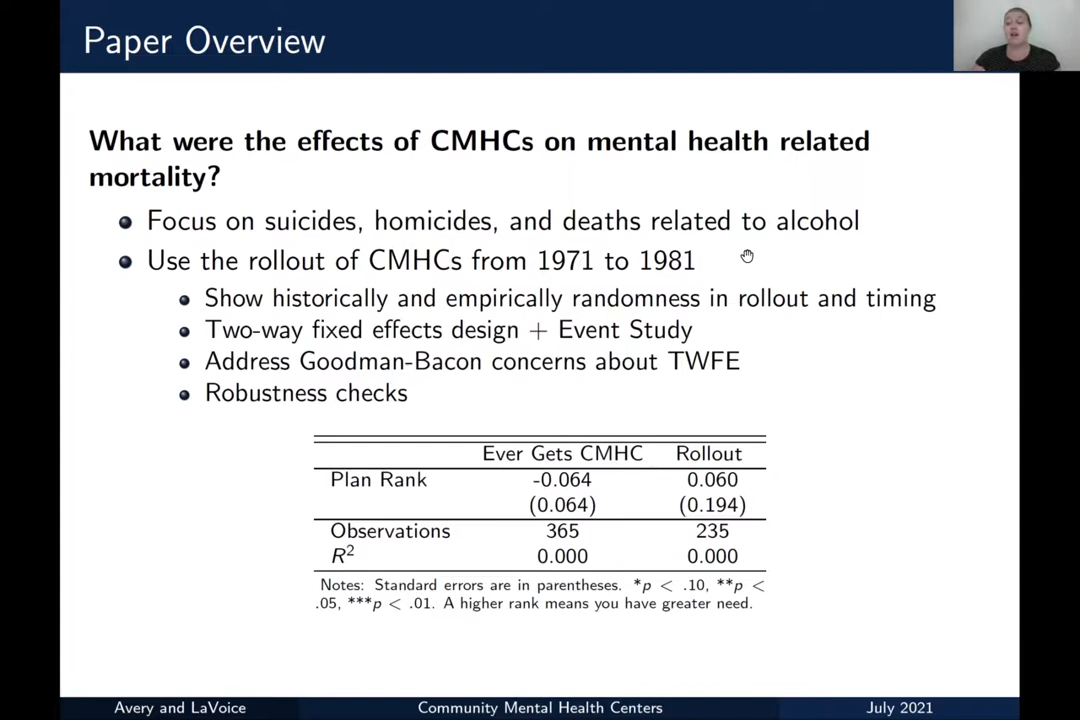 Paper Overview
What were the effects of CMHCs on mental health related
mortality?
Focus on suicides, homicides, and deaths related to alcohol
Use the rollout of CMHCs from 1971 to 1981
Show historically and empirically randomness in rollout and timing
Two-way fixed effects design + Event Study
Address Goodman-Bacon concerns about TWFE
Robustness checks
Ever Gets CMHC Rollout
Plan Rank -0.064 0.060
(0.064) (0.194)
Observations 365 235
R² 0.000 0.000
Notes: Standard errors are in parentheses. *p < .10, **p <
.05, ***p < .01. A higher rank means you have greater need.
Avery and LaVoice Community Mental Health Centers July 2021